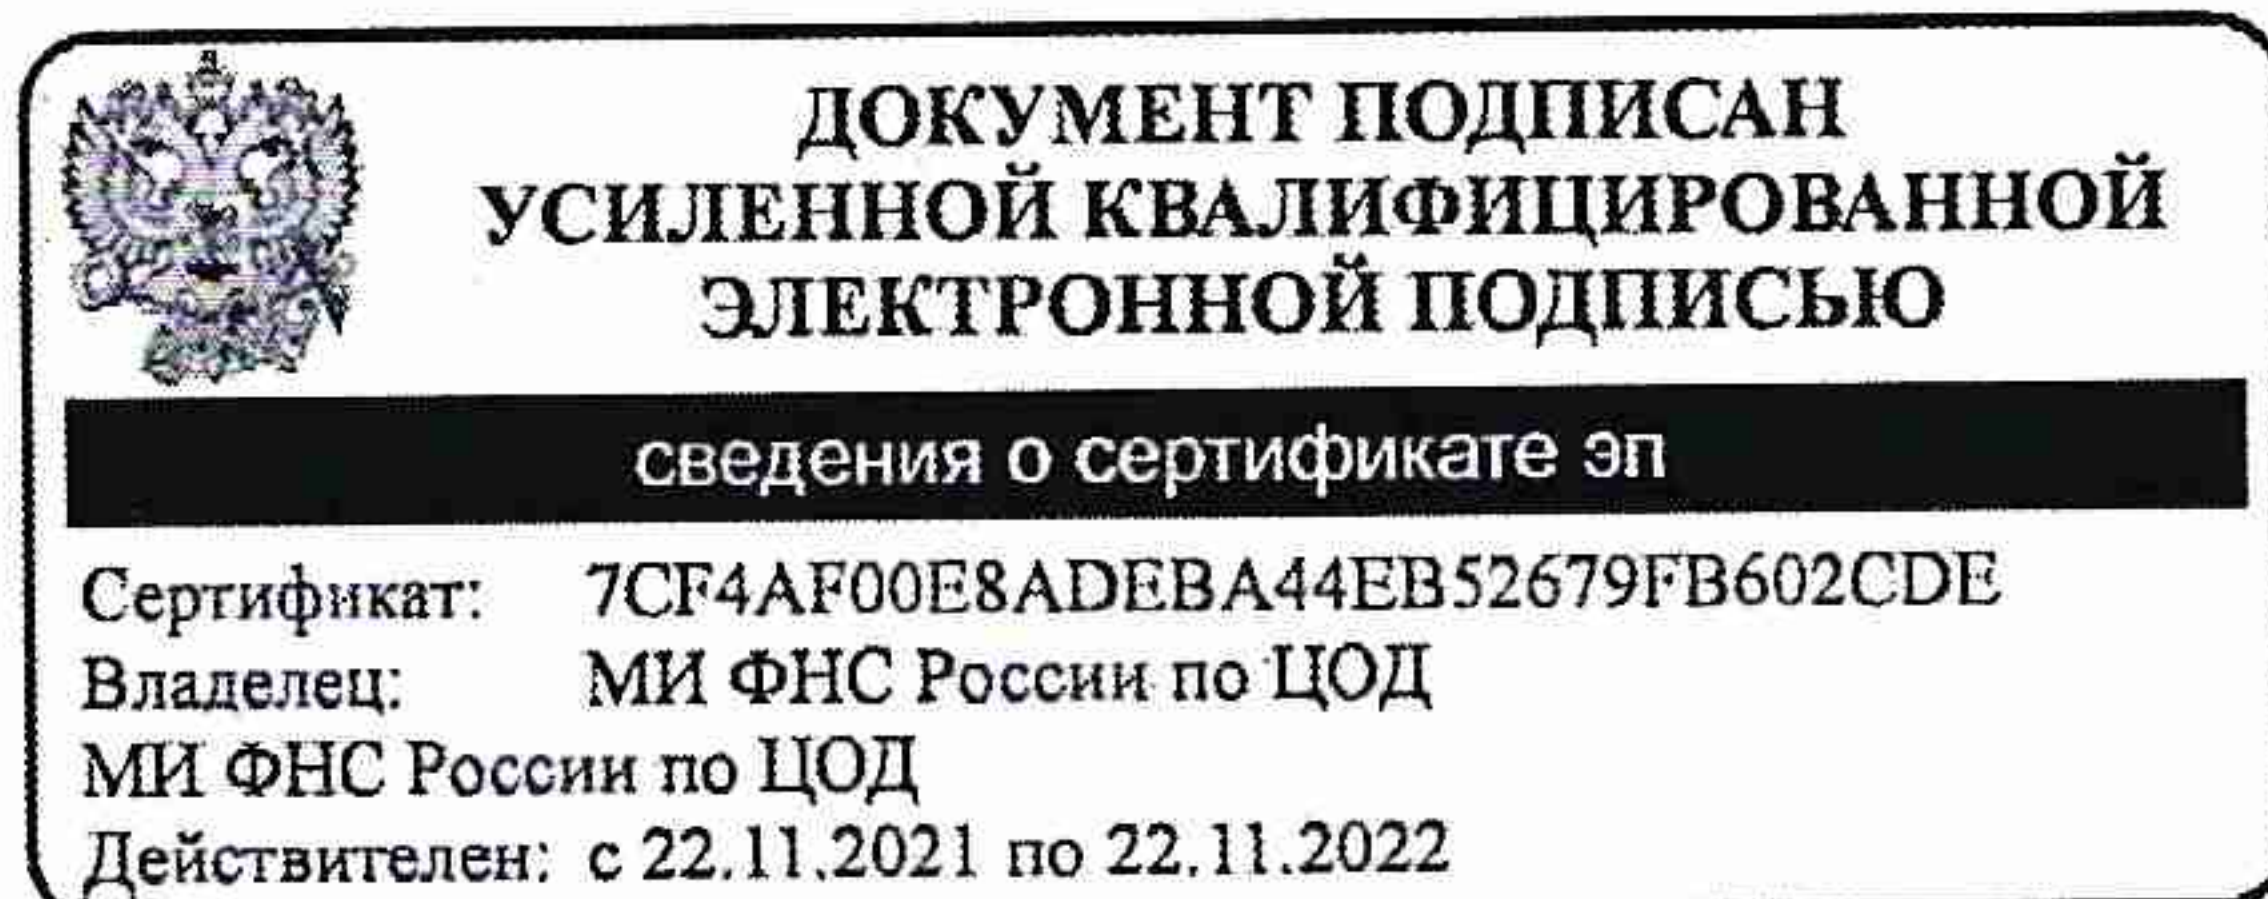 ДОКУМЕНТ ПОДПИСАН
УСИЛЕННОЙ КВАЛИФИЦИРОВАННОЙ
ЭЛЕКТРОННОЙ ПОДПИСЬЮ
сведения о сертификате эп
Сертификат: 7CF4AF00E8ADEBA44EB52679FB602CDE
Владелец: МИ ФНС России по ЦОД
МИ ФНС России по ЦОД
Действителен: с 22.11.2021 по 22.11.2022